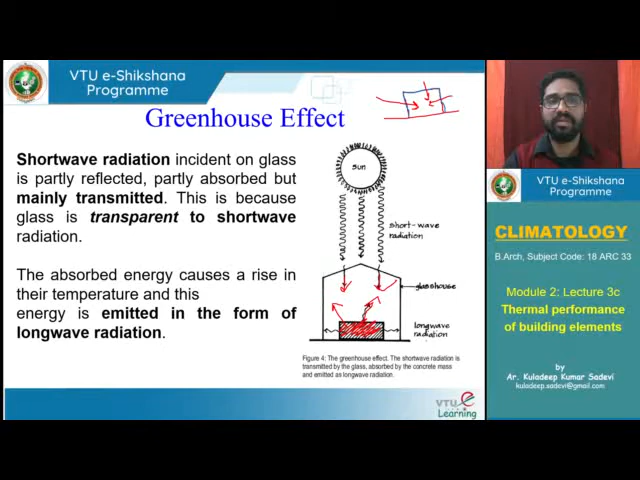 VTU e-Shikshana
Programme
Greenhouse Effect
Shortwave radiation incident on glass
is partly reflected, partly absorbed but
mainly transmitted. This is because
glass is transparent to shortwave
radiation.
The absorbed energy causes a rise in
their temperature and this
energy is emitted in the form of
longwave radiation.
sun
short-wave
radiation
glasshouse
longwave
radiation
Figure 4: The greenhouse effect. The shortwave radiation is
transmitted by the glass, absorbed by the concrete mass
and emitted as longwave radiation.
VTU e
Learning
VTU e-Shikshana
Programme
CLIMATOLOGY
B.Arch, Subject Code: 18 ARC 33
Module 2: Lecture 3c
Thermal performance
of building elements
by
Ar. Kuladeep Kumar Sadevi
kuladeep.sadevi@gmail.com